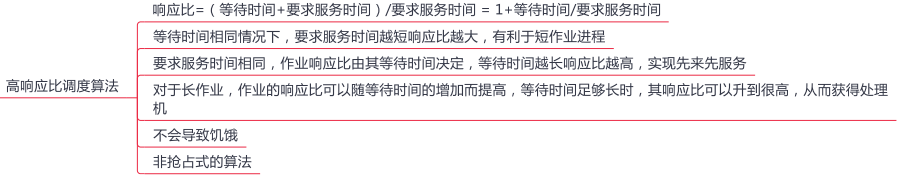 响应比=（等待时间+要求服务时间）/要求服务时间 = 1+等待时间/要求服务时间
等待时间相同情况下，要求服务时间越短响应比越大，有利于短作业进程
要求服务时间相同，作业响应比由其等待时间决定，等待时间越长响应比越高，实现先来先服务
高响应比调度算法
对于长作业，作业的响应比可以随等待时间的增加而提高，等待时间足够长时，其响应比可以升到很高，从而获得处理
机
不会导致饥饿
非抢占式的算法